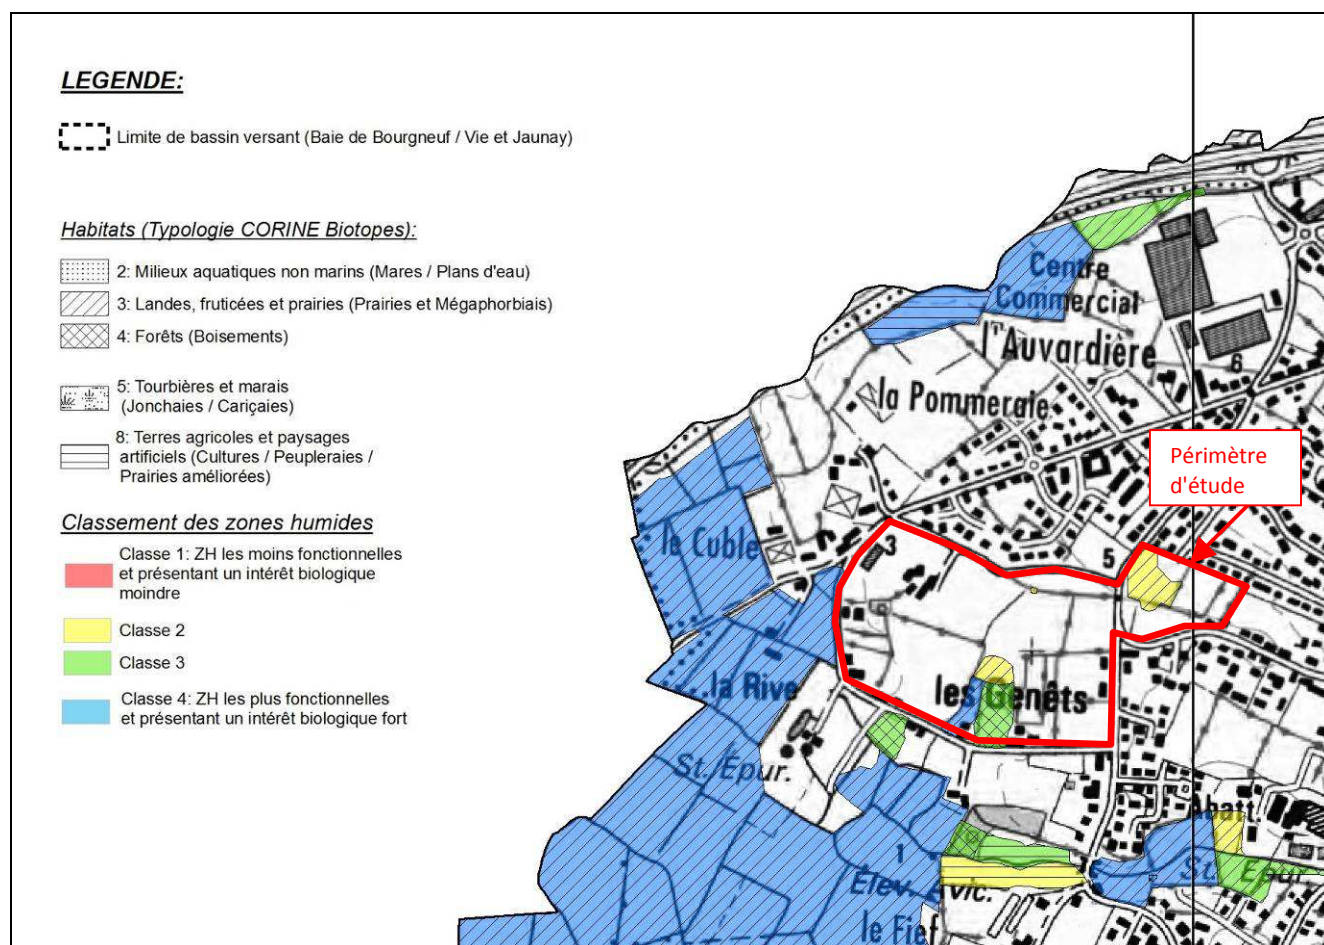 LEGENDE:
Limite de bassin versant (Baie de Bourgneuf / Vie et Jaunay)
Habitats (Typologie CORINE Biotopes):
2: Milieux aquatiques non marins (Mares / Plans d'eau)
3: Landes, fruticées et prairies (Prairies et Mégaphorbiais)
4: Forêts (Boisements)
5: Tourbières et marais
(Jonchaies / Cariçaies)
8: Terres agricoles et paysages
artificiels (Cultures / Peupleraies /
Prairies améliorées)
Classement des zones humides
Classe 1: ZH les moins fonctionnelles
et présentant un intérêt biologique
moindre
Classe 2
Classe 3
Classe 4: ZH les plus fonctionnelles
et présentant un intérêt biologique fort
Centre
Commercial
l'Auvardière
6
la Pommeraie
Périmètre
d'étude
le Cuble
3
5
la Rive
les Genêts
St. Épur.
Abatt.
1
Élev. Avic.
St. Épur
le Fief